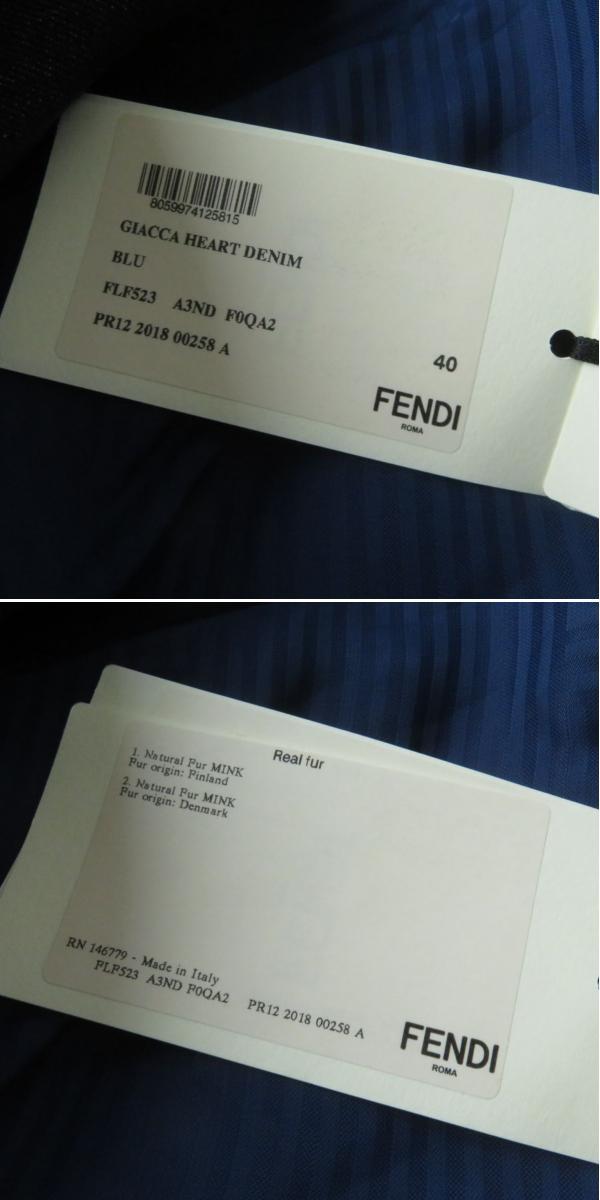 8059974125815
GIACCA HEART DENIM
BLU
FLF523 A3ND F0QA2
PR12 2018 00258 A
40
FENDI
ROMA
Real fur
1. Natural Fur MINK
Fur origin: Finland
2. Natural Fur MINK
Fur origin: Denmark
RN 146779 - Made in Italy
FLF523 A3ND F0QA2 PR12 2018 00258 A
FENDI
ROMA